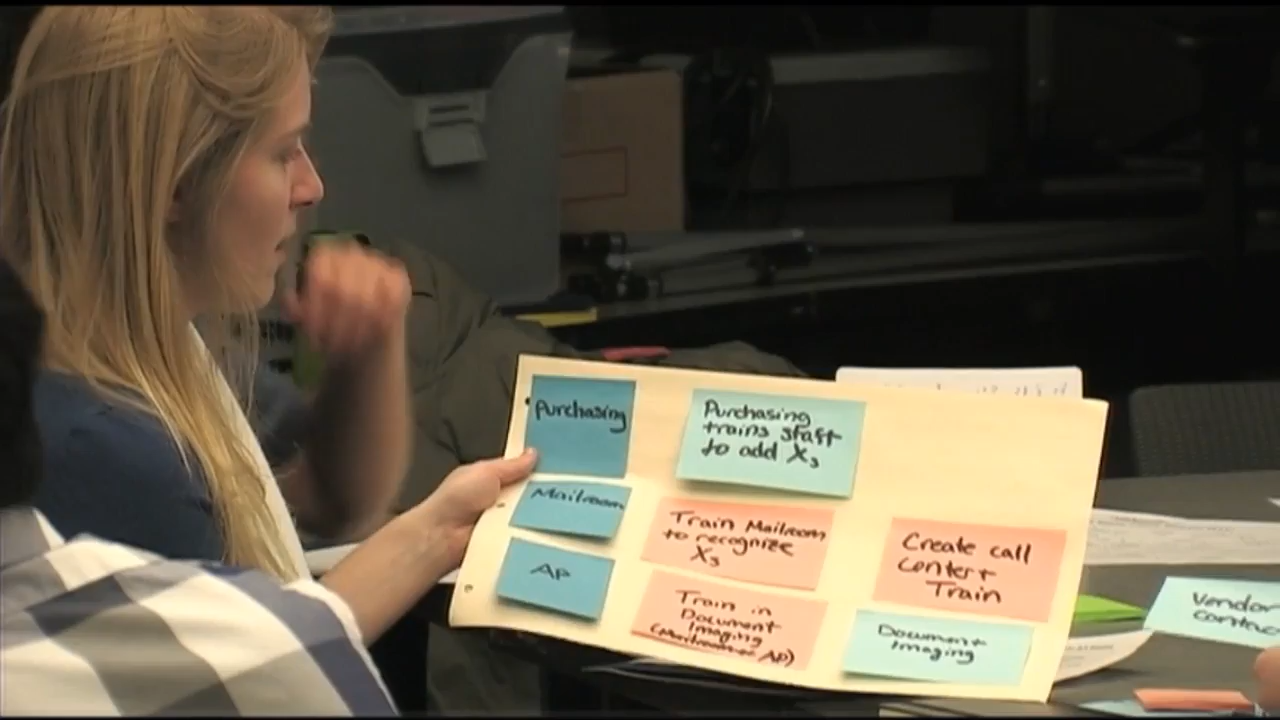 Purchasing
Purchasing
trains staff
to add X3
Mailroom
Train Mailroom
to recognize
X3
Create call
center +
Train
AP
Train in
Document
Imaging
(Mailroom or AP)
Document
Imaging
Vendor